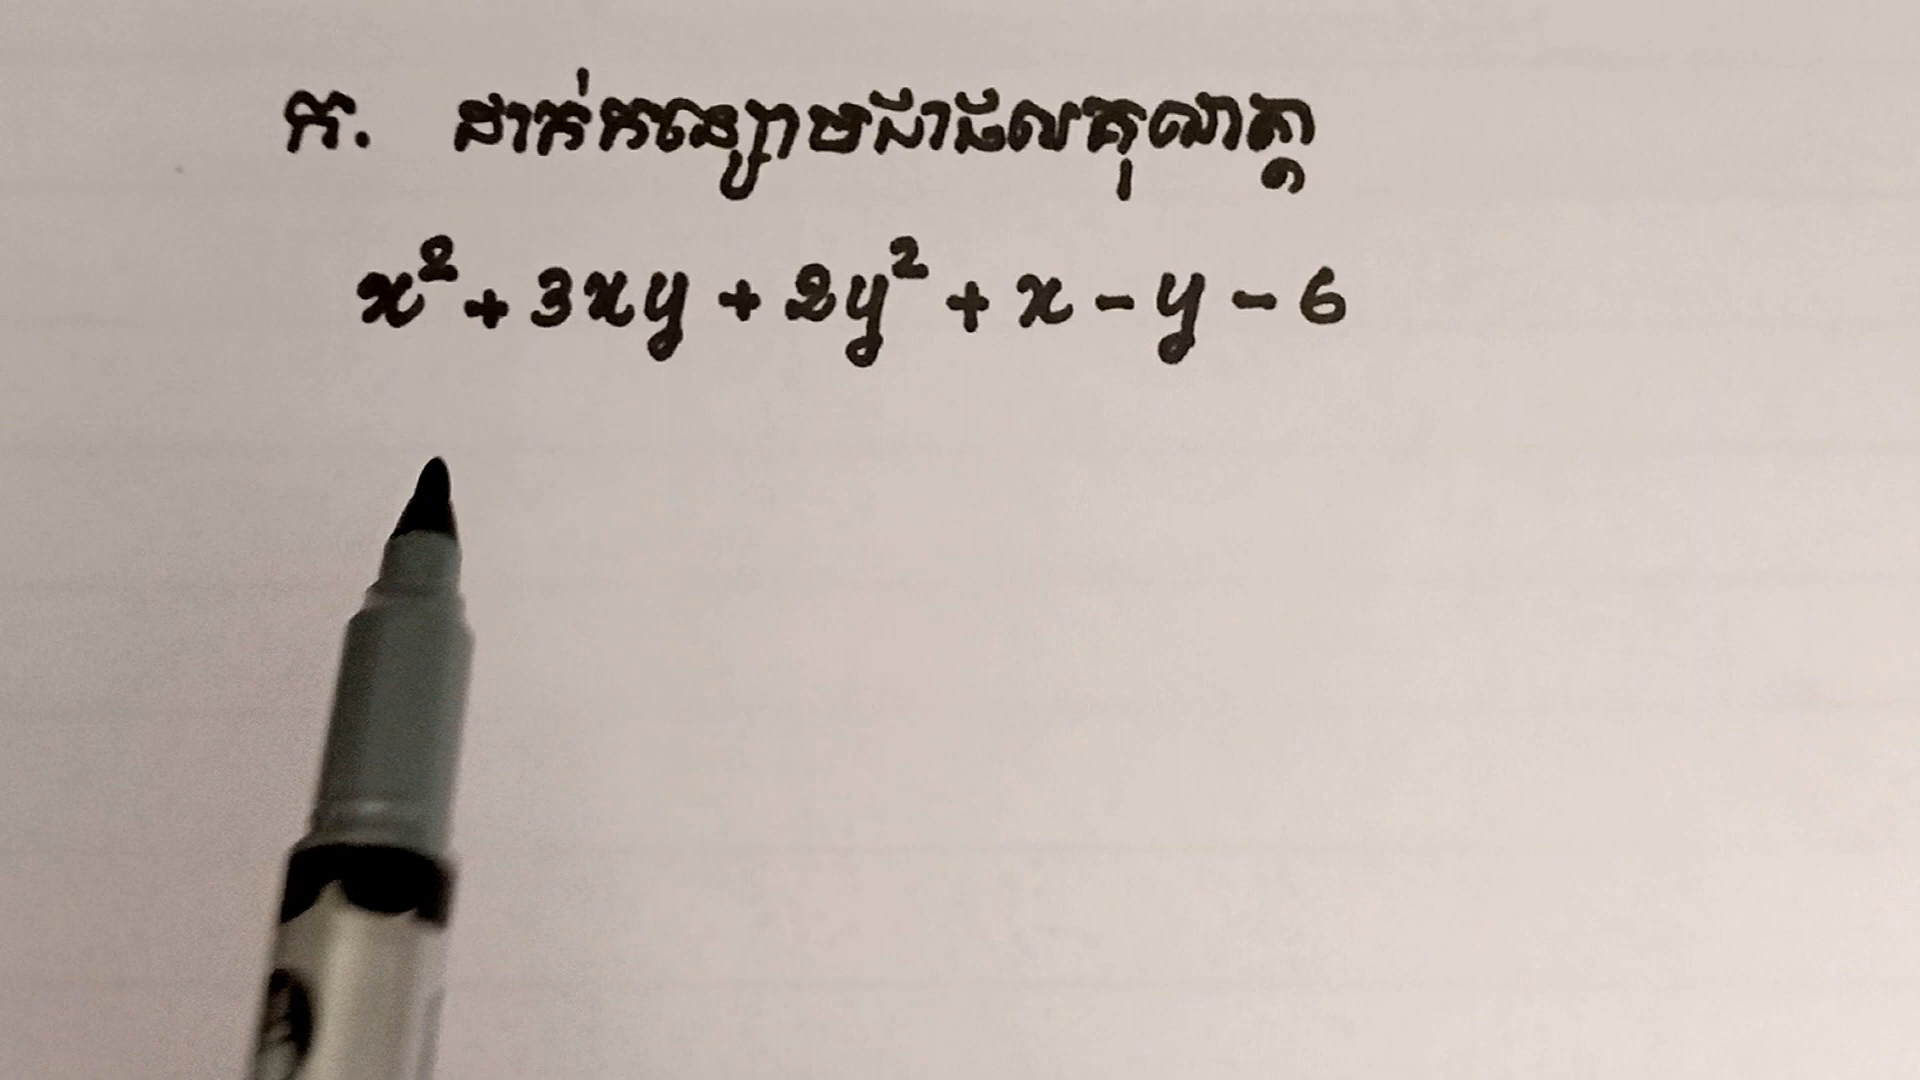 ក. ដាក់កន្សោមជាផលគុណកត្តា
x² + 3xy + 2y² + x - y - 6